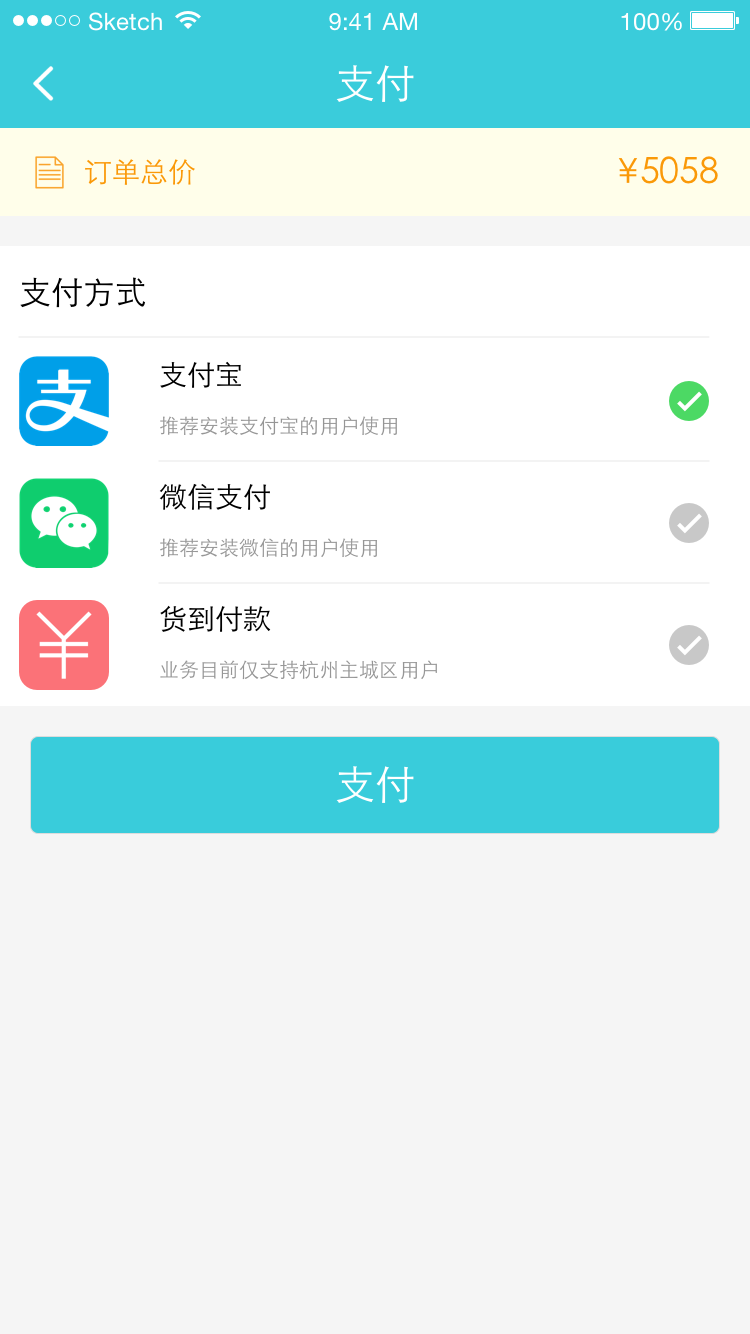 Sketch 9:41 AM 100%
支付
订单总价 ¥5058
支付方式
支付宝
推荐安装支付宝的用户使用
微信支付
推荐安装微信的用户使用
货到付款
业务目前仅支持杭州主城区用户
支付